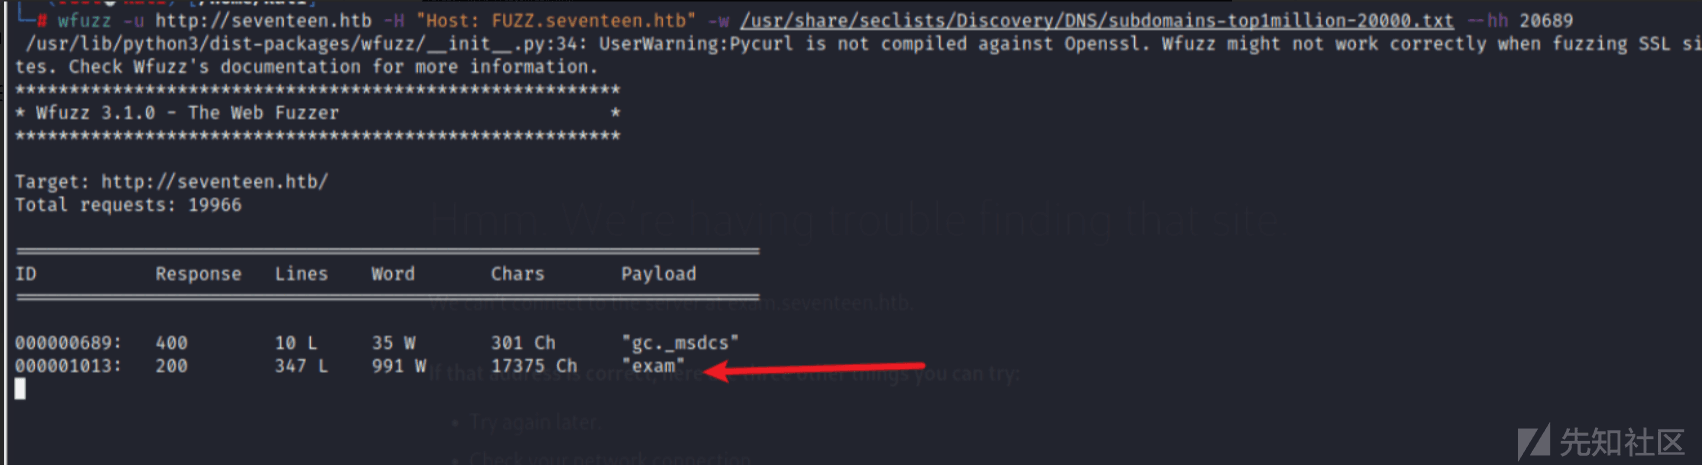 └─# wfuzz -u http://seventeen.htb -H "Host: FUZZ.seventeen.htb" -w /usr/share/seclists/Discovery/DNS/subdomains-top1million-20000.txt --hh 20689
/usr/lib/python3/dist-packages/wfuzz/__init__.py:34: UserWarning:Pycurl is not compiled against Openssl. Wfuzz might not work correctly when fuzzing SSL si
tes. Check Wfuzz's documentation for more information.
********************************************************
* Wfuzz 3.1.0 - The Web Fuzzer                         *
********************************************************
Target: http://seventeen.htb/
Total requests: 19966
Hmm. We're having trouble finding that site.
=====================================================================
ID Response Lines Word Chars Payload
=====================================================================
We can't connect to the server at exam.seventeen.htb.
000000689: 400 10 L 35 W 301 Ch "gc._msdcs"
000001013: 200 347 L 991 W 17375 Ch "exam"
If that address is correct, here are three other things you can try:
• Try again later.
• Check your network connection.
先知社区